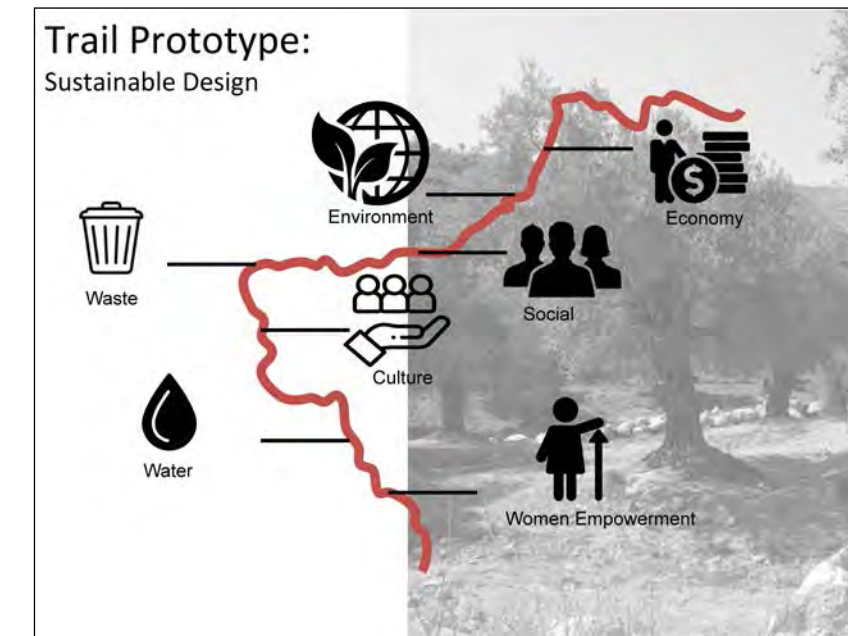 Trail Prototype:
Sustainable Design
Environment
Economy
Waste
Social
Culture
Water
Women Empowerment
$